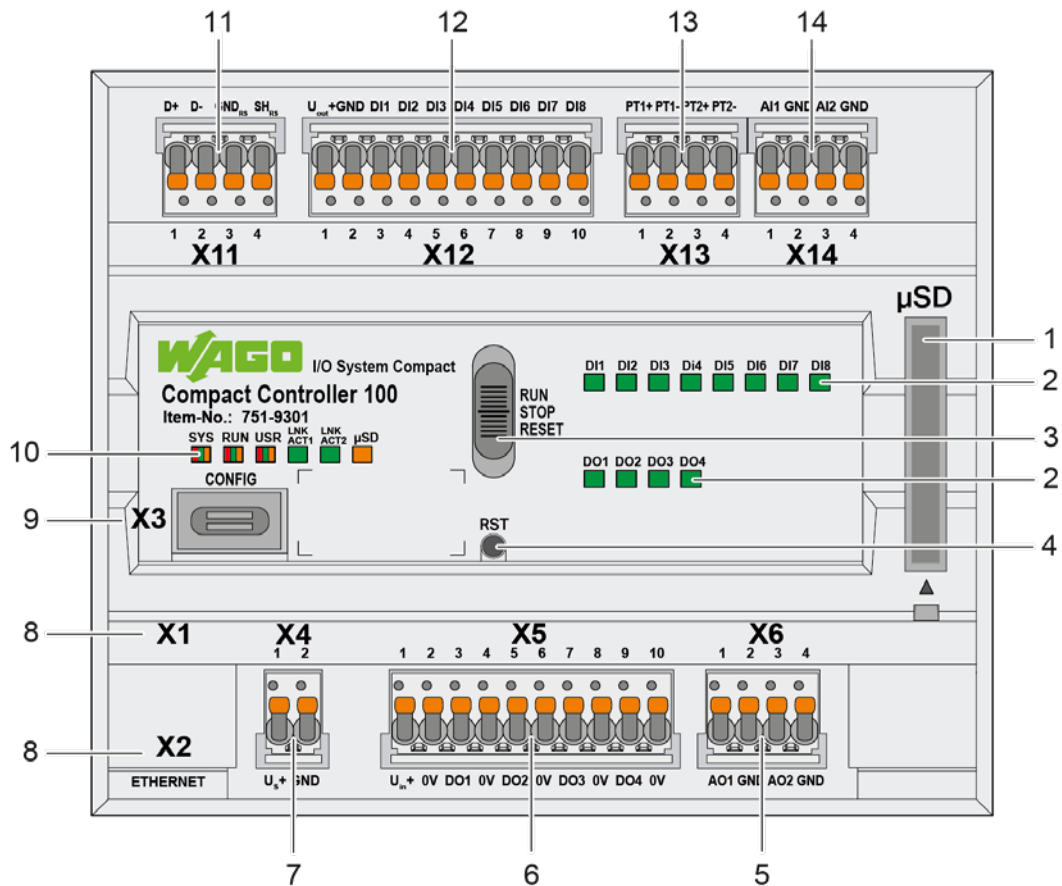 11 12 13 14
D+ D- GND RS SH RS U out + GND DI1 DI2 DI3 DI4 DI5 DI6 DI7 DI8 PT1+ PT1- PT2+ PT2- AI1 GND AI2 GND
1 2 3 4 1 2 3 4 5 6 7 8 9 10 1 2 3 4 1 2 3 4
X11 X12 X13 X14
µSD
1
WAGO I/O System Compact
Compact Controller 100
Item-No.: 751-9301
SYS RUN USR LNK ACT1 LNK ACT2 µSD
10
CONFIG
9 X3
RUN
STOP
RESET
3
DI1 DI2 DI3 Di4 DI5 DI6 DI7 DI8
2
DO1 DO2 DO3 DO4
2
RST
4
8 X1 X4 X5 X6
1 2 1 2 3 4 5 6 7 8 9 10 1 2 3 4
8 X2
ETHERNET U s + GND U in + 0V DO1 0V DO2 0V DO3 0V DO4 0V AO1 GND AO2 GND
7 6 5